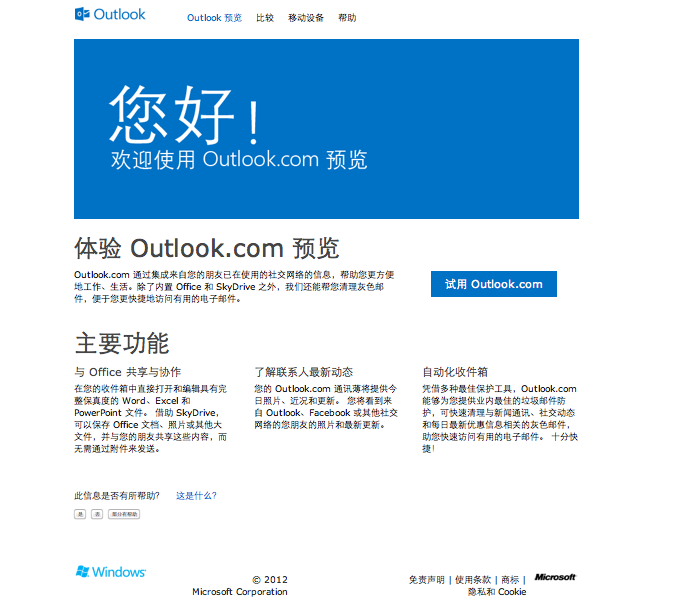 Outlook
Outlook 预览 比较 移动设备 帮助
您好！
欢迎使用 Outlook.com 预览
体验 Outlook.com 预览
Outlook.com 通过集成来自您的朋友已在使用的社交网络的信息，帮助您更方便
地工作、生活。除了内置 Office 和 SkyDrive 之外，我们还能帮您清理灰色邮
件，便于您更快捷地访问有用的电子邮件。
试用 Outlook.com
主要功能
与 Office 共享与协作
在您的收件箱中直接打开和编辑具有完
整保真度的 Word、Excel 和
PowerPoint 文件。 借助 SkyDrive，
可以保存 Office 文档、照片或其他大
文件，并与您的朋友共享这些内容，而
无需通过附件来发送。
了解联系人最新动态
您的 Outlook.com 通讯薄将提供今
日照片、近况和更新。 您将看到来
自 Outlook、Facebook 或其他社交
网络的您朋友的照片和最新更新。
自动化收件箱
凭借多种最佳保护工具，Outlook.com
能够为您提供业内最佳的垃圾邮件防
护，可快速清理与新闻通讯、社交动态
和每日最新优惠信息相关的灰色邮件，
助您快速访问有用的电子邮件。 十分快
捷！
此信息是否有所帮助? 这是什么?
是 否 部分有帮助
Windows
© 2012
Microsoft Corporation
免责声明 | 使用条款 | 商标 |
隐私和 Cookie
Microsoft